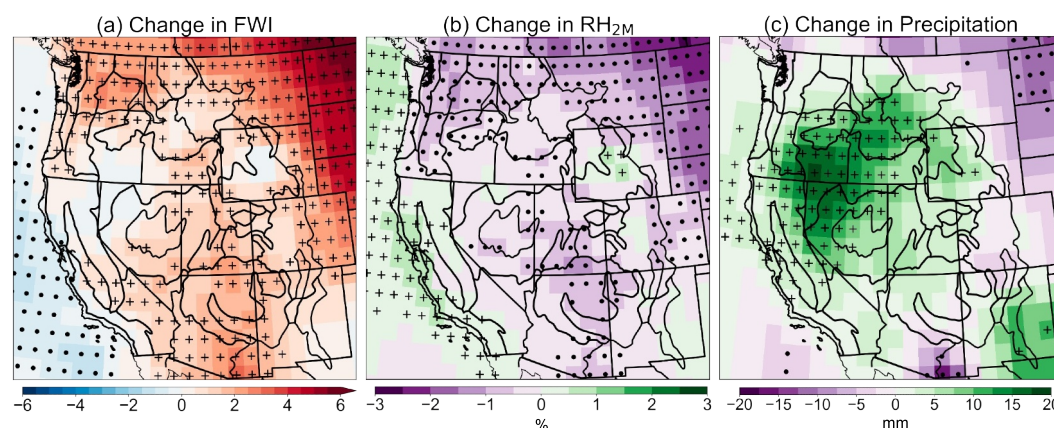 (a) Change in FWI
(b) Change in RH2M
(c) Change in Precipitation
−6 −4 −2 0 2 4 6
−3 −2 −1 0 1 2 3
%
−20 −15 −10 −5 0 5 10 15 20
mm